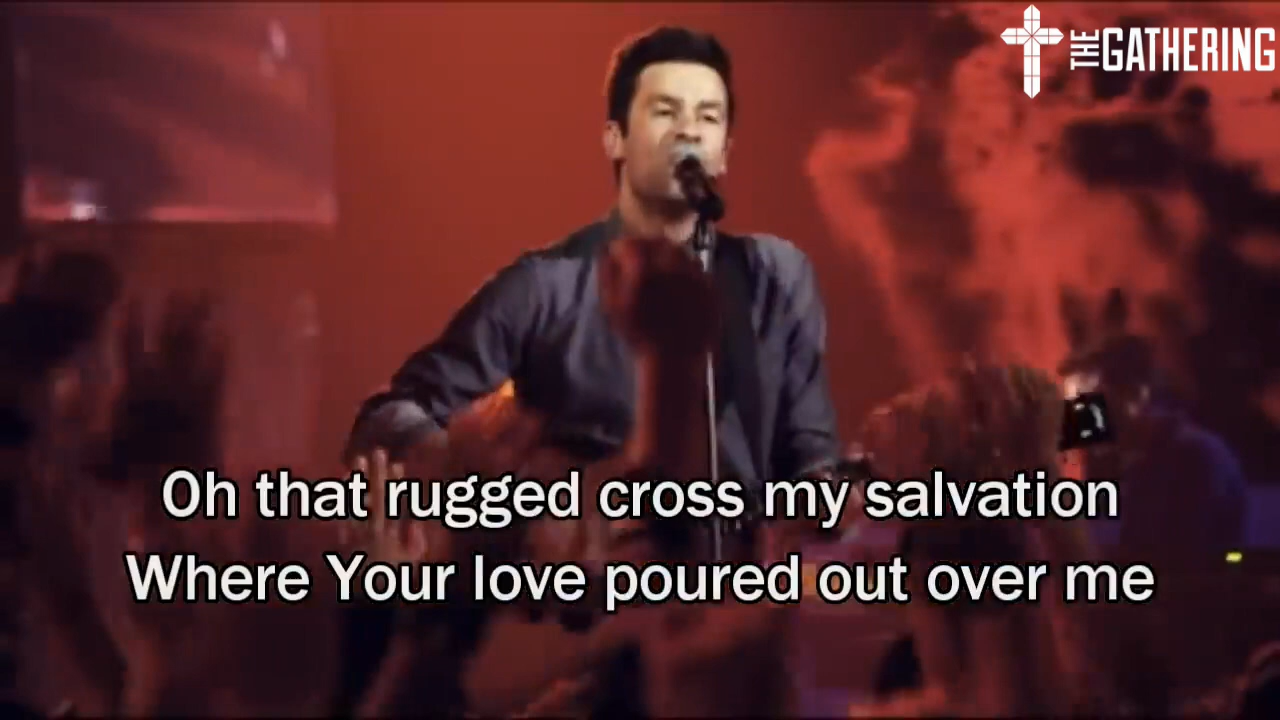 THE GATHERING
Oh that rugged cross my salvation
Where Your love poured out over me